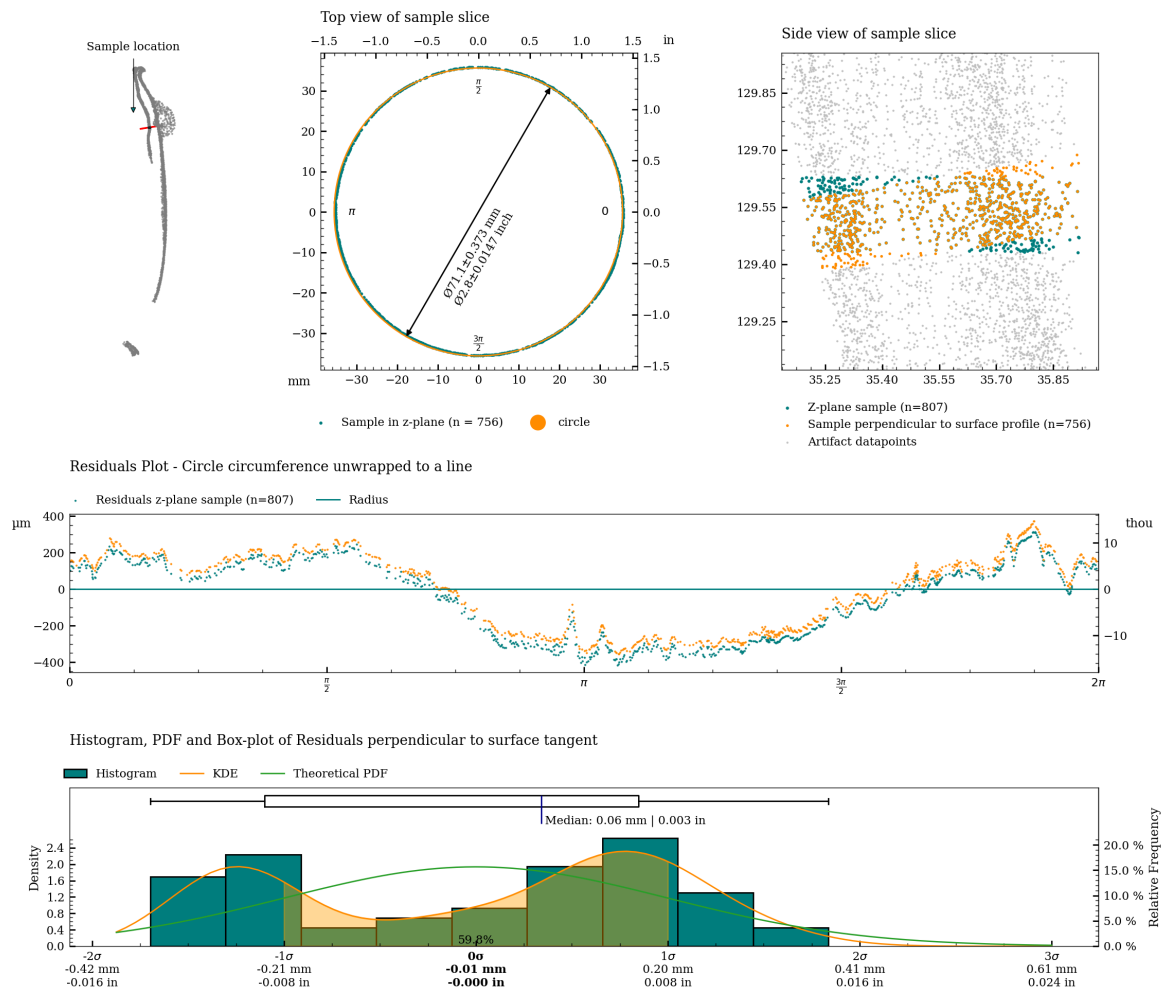 Sample location
Top view of sample slice
−1.5 −1.0 −0.5 0.0 0.5 1.0 1.5 in
30
20
10
0
−10
−20
−30
1.5
1.0
0.5
0.0
−0.5
−1.0
−1.5
π/2
π
0
3π/2
Ø71.1±0.373 mm
Ø2.8±0.0147 inch
mm −30 −20 −10 0 10 20 30
Sample in z-plane (n = 756) circle
Side view of sample slice
129.85
129.70
129.55
129.40
129.25
35.25 35.40 35.55 35.70 35.85
Z-plane sample (n=807)
Sample perpendicular to surface profile (n=756)
Artifact datapoints
Residuals Plot - Circle circumference unwrapped to a line
Residuals z-plane sample (n=807) Radius
µm
400
200
0
−200
−400
thou
10
0
−10
0 π/2 π 3π/2 2π
Histogram, PDF and Box-plot of Residuals perpendicular to surface tangent
Histogram KDE Theoretical PDF
Median: 0.06 mm | 0.003 in
Density
2.4
2.0
1.6
1.2
0.8
0.4
0.0
Relative Frequency
20.0 %
15.0 %
10.0 %
5.0 %
0.0 %
59.8%
-2σ -1σ 0σ 1σ 2σ 3σ
-0.42 mm -0.21 mm -0.01 mm 0.20 mm 0.41 mm 0.61 mm
-0.016 in -0.008 in -0.000 in 0.008 in 0.016 in 0.024 in